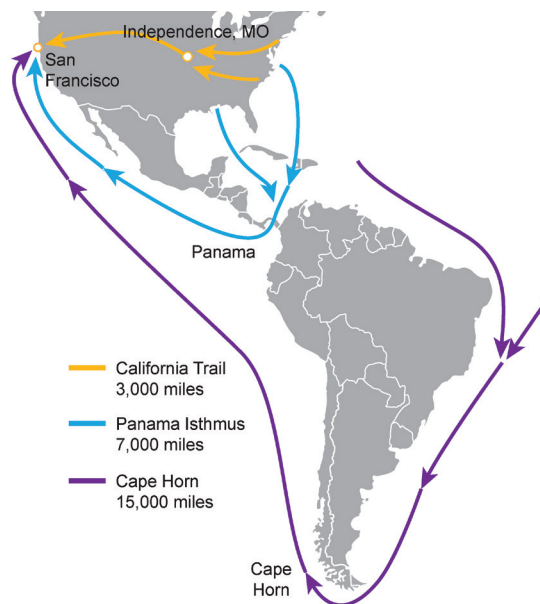 Independence, MO
San
Francisco
Panama
California Trail
3,000 miles
Panama Isthmus
7,000 miles
Cape Horn
15,000 miles
Cape
Horn